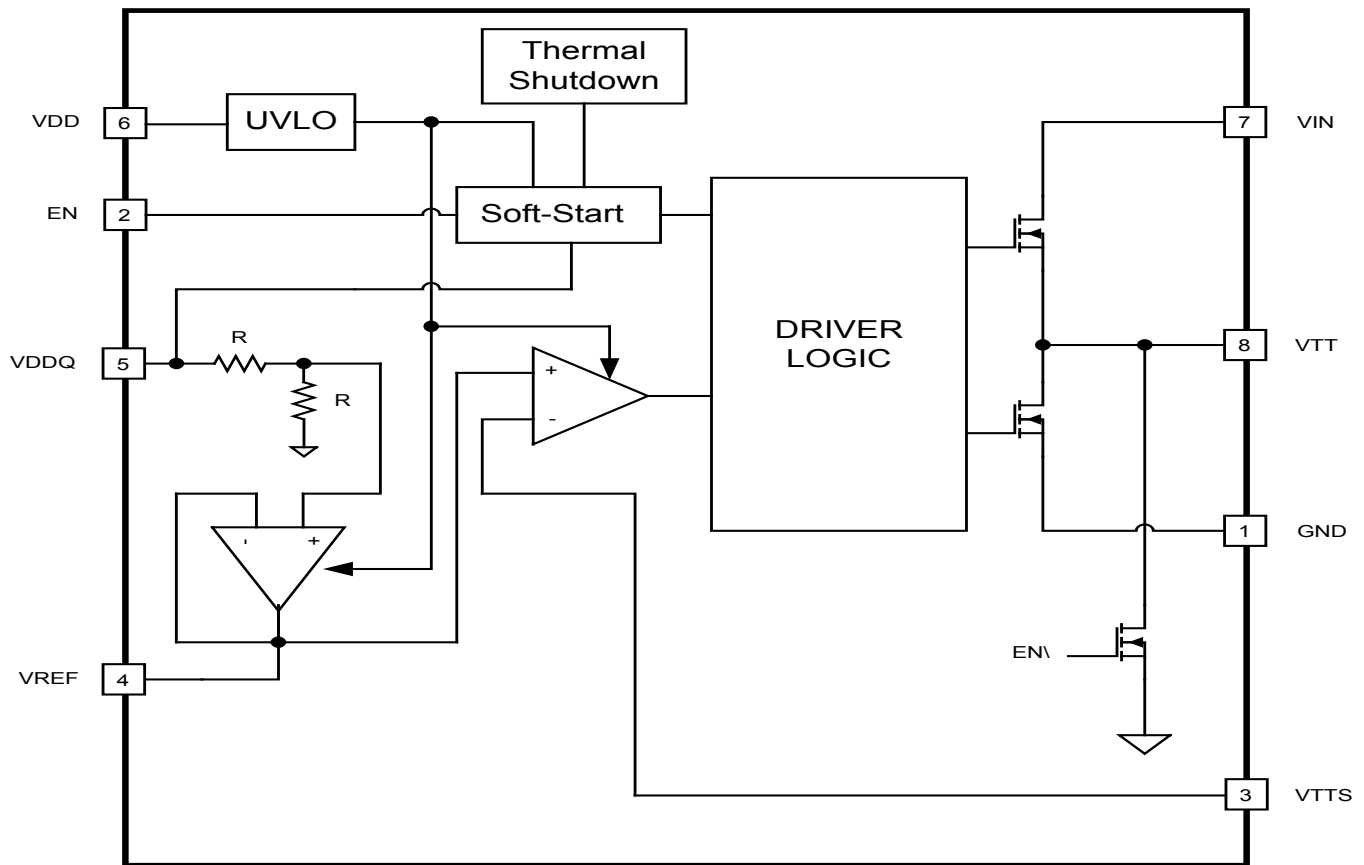 Thermal
Shutdown
VDD
6
UVLO
7
VIN
EN
2
Soft-Start
DRIVER
LOGIC
VDDQ
5
R
R
8
VTT
+
-
-
+
1
GND
EN\
VREF
4
3
VTTS